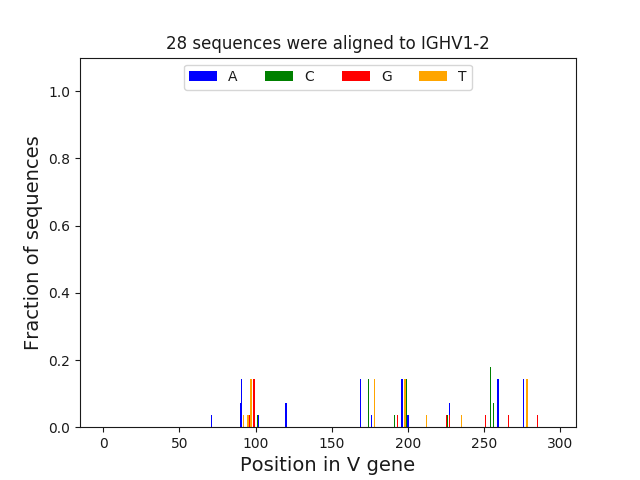 28 sequences were aligned to IGHV1-2
A C G T
1.0
0.8
0.6
0.4
0.2
0.0
Fraction of sequences
0 50 100 150 200 250 300
Position in V gene